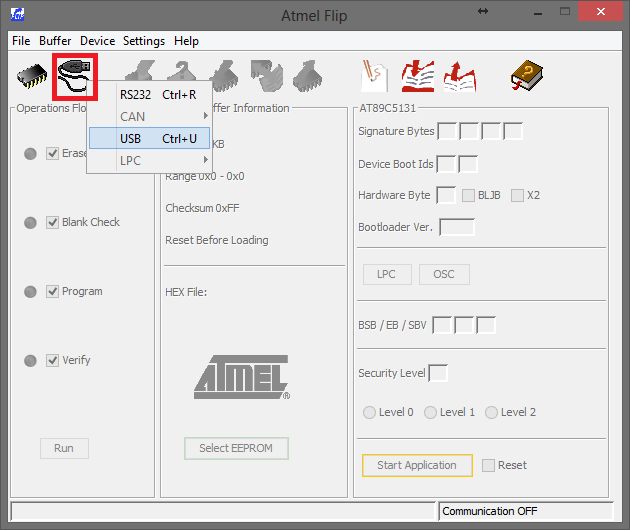 Atmel Flip
File Buffer Device Settings Help
RS232 Ctrl+R
CAN
USB Ctrl+U
LPC
Operations Flo
Erase
Blank Check
Program
Verify
Run
ffer Information
KB
Range 0x0 - 0x0
Checksum 0xFF
Reset Before Loading
HEX File:
ATMEL®
Select EEPROM
AT89C5131
Signature Bytes
Device Boot Ids
Hardware Byte BLJB X2
Bootloader Ver.
LPC OSC
BSB / EB / SBV
Security Level
Level 0 Level 1 Level 2
Start Application Reset
Communication OFF